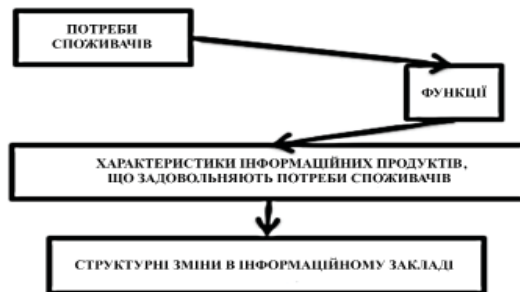 ПОТРЕБИ
СПОЖИВАЧІВ
ФУНКЦІЇ
ХАРАКТЕРИСТИКИ ІНФОРМАЦІЙНИХ ПРОДУКТІВ,
ЩО ЗАДОВОЛЬНЯЮТЬ ПОТРЕБИ СПОЖИВАЧІВ
СТРУКТУРНІ ЗМІНИ В ІНФОРМАЦІЙНОМУ ЗАКЛАДІ